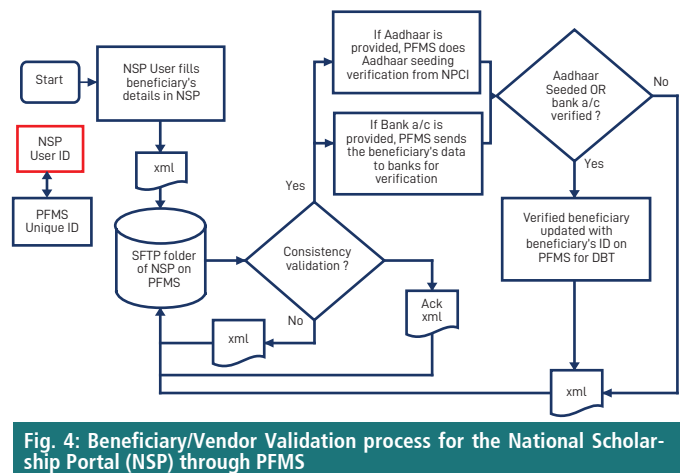 Start
NSP User fills
beneficiary's
details in NSP
If Aadhaar
is provided, PFMS does
Aadhaar seeding
verification from NPCI
Aadhaar
Seeded OR
bank a/c
verified ?
No
NSP
User ID
PFMS
Unique ID
xml
If Bank a/c is
provided, PFMS sends
the beneficiary's data
to banks for
verification
Yes
Yes
SFTP folder
of NSP on
PFMS
Consistency
validation ?
Verified beneficiary
updated with
beneficiary's ID on
PFMS for DBT
No
xml
Ack
xml
xml
Fig. 4: Beneficiary/Vendor Validation process for the National Scholar-
ship Portal (NSP) through PFMS